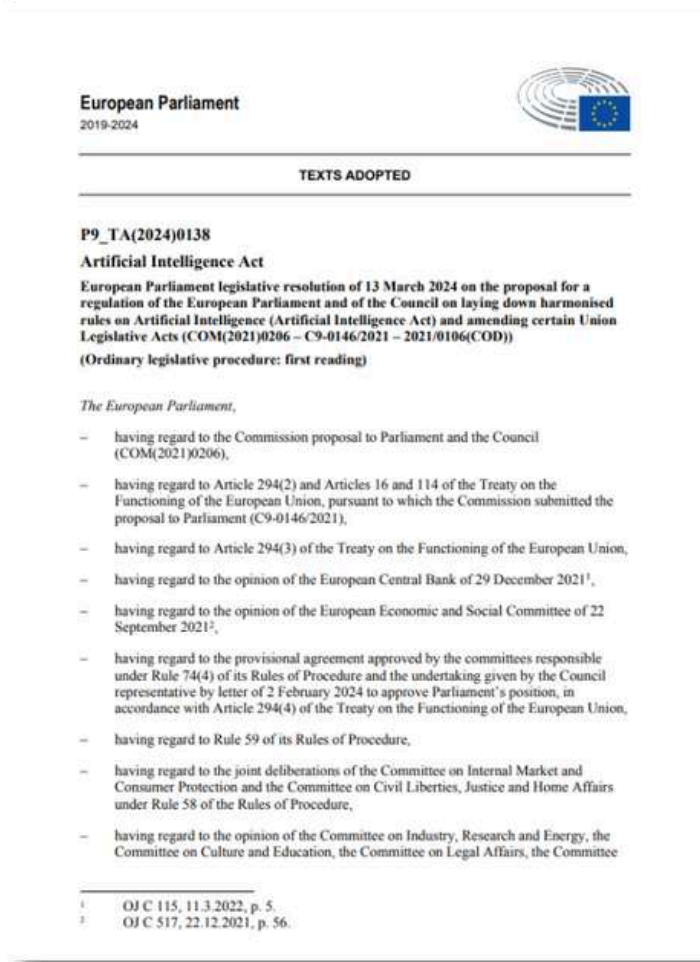 European Parliament
2019-2024
TEXTS ADOPTED
P9_TA(2024)0138
Artificial Intelligence Act
European Parliament legislative resolution of 13 March 2024 on the proposal for a
regulation of the European Parliament and of the Council on laying down harmonised
rules on Artificial Intelligence (Artificial Intelligence Act) and amending certain Union
Legislative Acts (COM(2021)0206 – C9-0146/2021 – 2021/0106(COD))
(Ordinary legislative procedure: first reading)
The European Parliament,
– having regard to the Commission proposal to Parliament and the Council
(COM(2021)0206),
– having regard to Article 294(2) and Articles 16 and 114 of the Treaty on the
Functioning of the European Union, pursuant to which the Commission submitted the
proposal to Parliament (C9-0146/2021),
– having regard to Article 294(3) of the Treaty on the Functioning of the European Union,
– having regard to the opinion of the European Central Bank of 29 December 2021¹,
– having regard to the opinion of the European Economic and Social Committee of 22
September 2021²,
– having regard to the provisional agreement approved by the committees responsible
under Rule 74(4) of its Rules of Procedure and the undertaking given by the Council
representative by letter of 2 February 2024 to approve Parliament's position, in
accordance with Article 294(4) of the Treaty on the Functioning of the European Union,
– having regard to Rule 59 of its Rules of Procedure,
– having regard to the joint deliberations of the Committee on Internal Market and
Consumer Protection and the Committee on Civil Liberties, Justice and Home Affairs
under Rule 58 of the Rules of Procedure,
– having regard to the opinion of the Committee on Industry, Research and Energy, the
Committee on Culture and Education, the Committee on Legal Affairs, the Committee
¹ OJ C 115, 11.3.2022, p. 5.
² OJ C 517, 22.12.2021, p. 56.